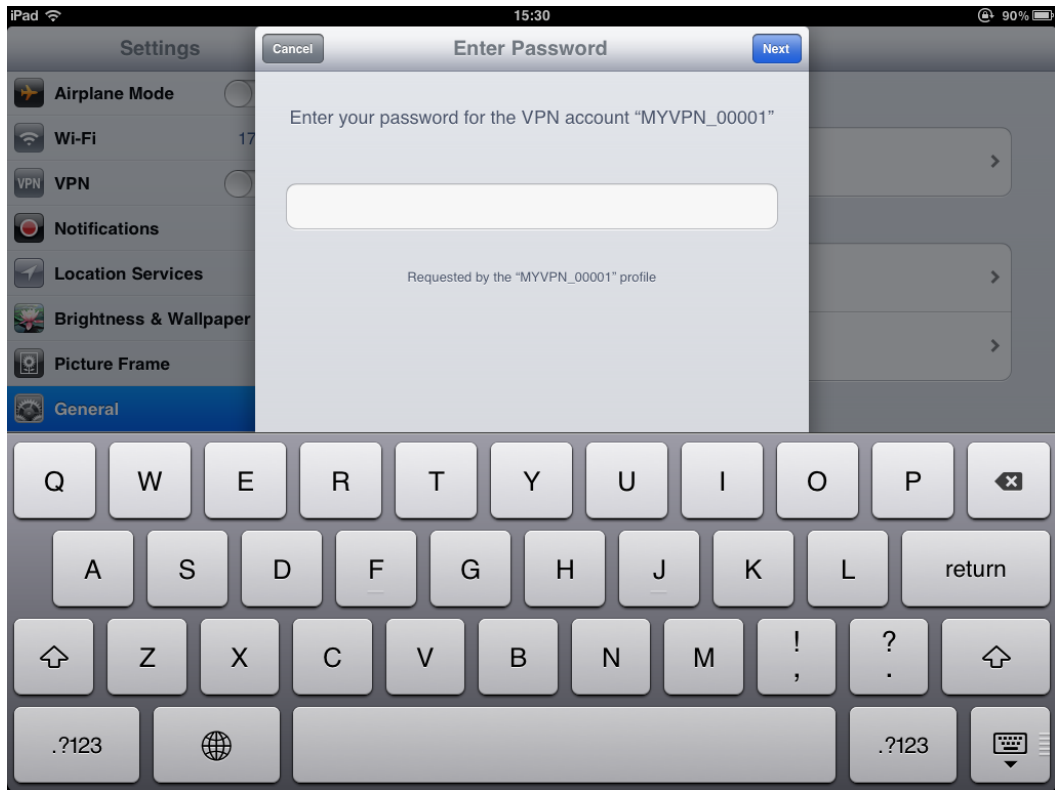 iPad 15:30 90%
Settings
Cancel Enter Password Next
Airplane Mode
Enter your password for the VPN account “MYVPN_00001”
Wi-Fi 17
VPN VPN
Notifications
Location Services
Requested by the “MYVPN_00001” profile
Brightness & Wallpaper
Picture Frame
General
Q W E R T Y U I O P
A S D F G H J K L return
Z X C V B N M ! , ? .
.?123 .?123